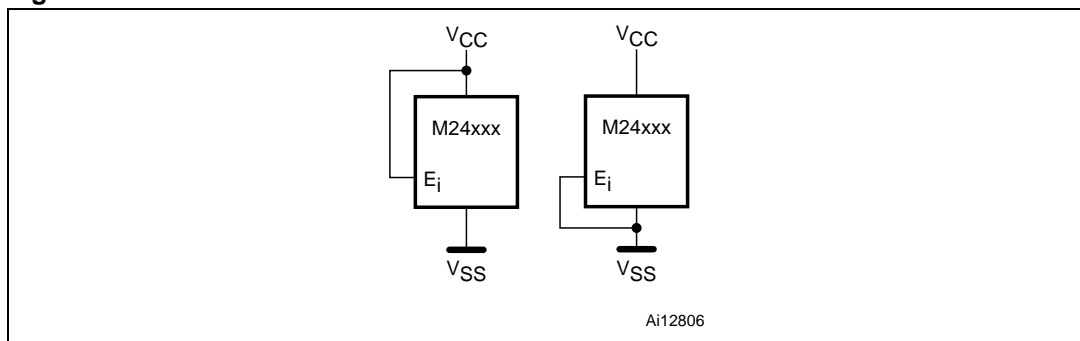 VCC VCC
M24xxx M24xxx
Ei Ei
VSS VSS
Ai12806